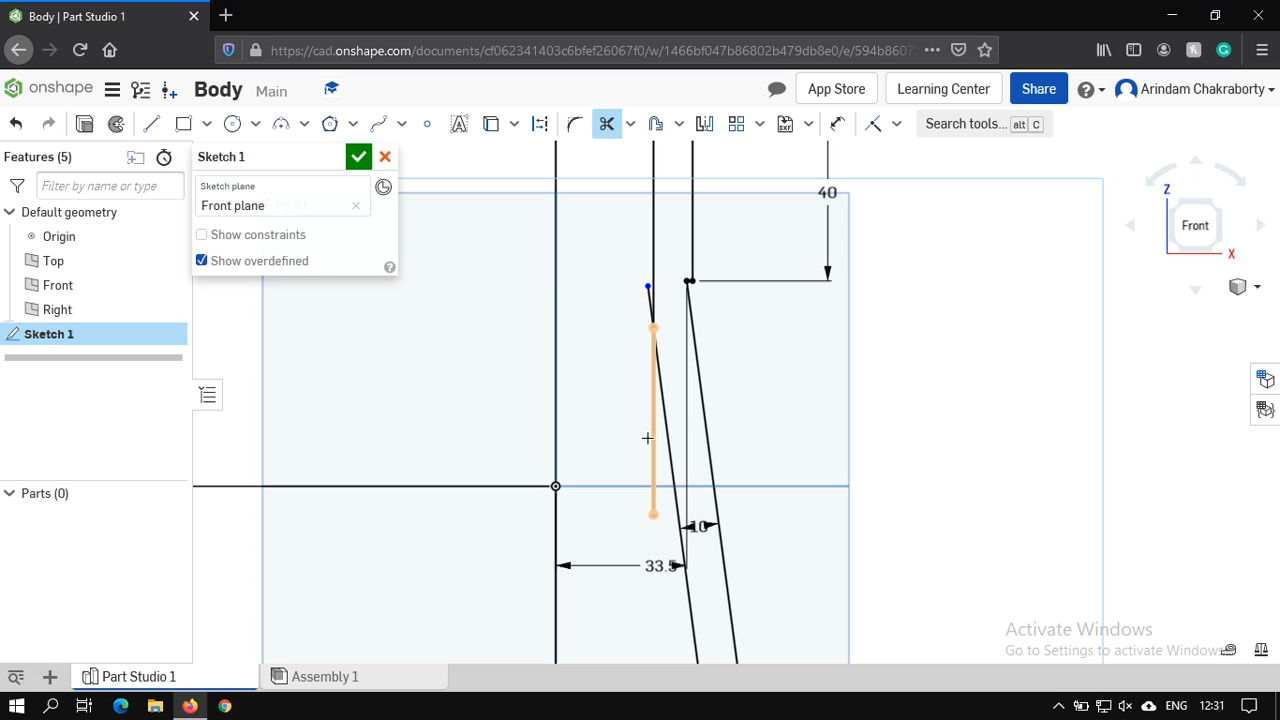 Body | Part Studio 1
https://cad.onshape.com/documents/cf062341403c6bfef26067f0/w/1466bf047b86802b479db8e0/e/594b8607
onshape
Body Main
App Store
Learning Center
Share
Arindam Chakraborty
Search tools... alt C
Features (5)
Filter by name or type
Default geometry
Origin
Top
Front
Right
Sketch 1
Parts (0)
Sketch 1
Sketch plane
Front plane
Show constraints
Show overdefined
40
10
33.5
Z
Front
X
Activate Windows
Go to Settings to activate Windows
Part Studio 1
Assembly 1
ENG
12:31